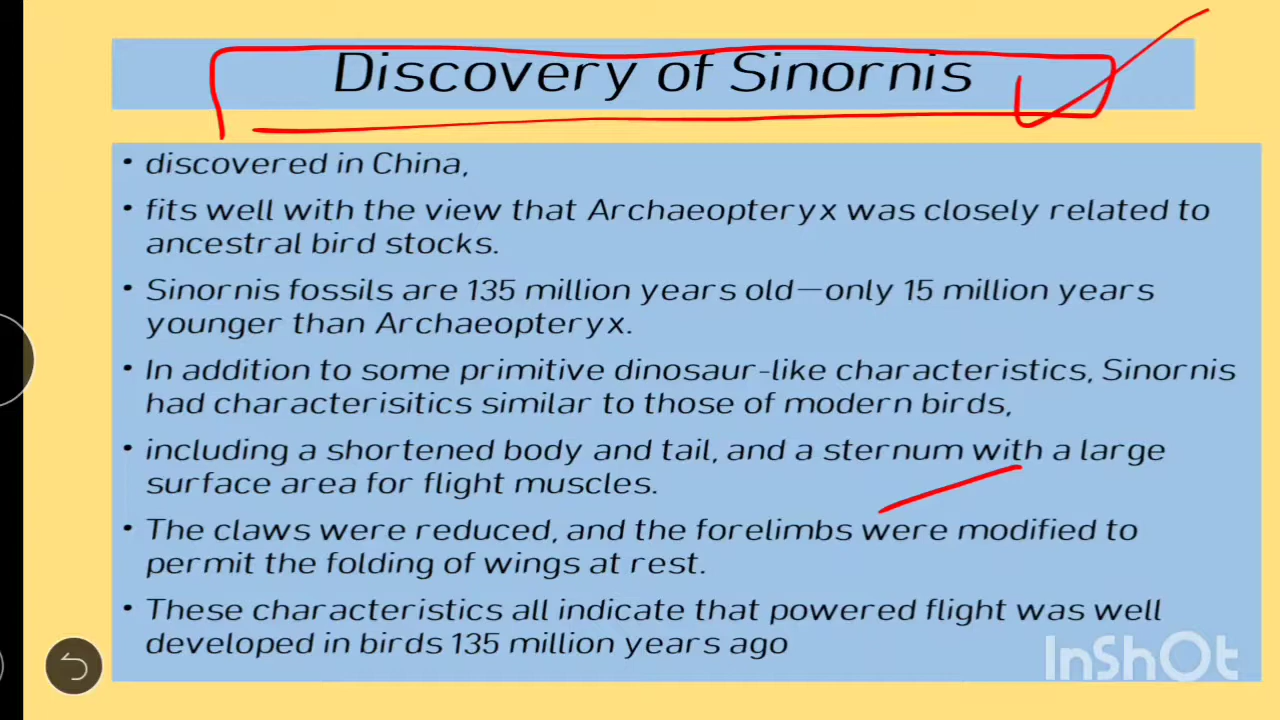 Discovery of Sinornis
• discovered in China,
• fits well with the view that Archaeopteryx was closely related to
ancestral bird stocks.
• Sinornis fossils are 135 million years old—only 15 million years
younger than Archaeopteryx.
• In addition to some primitive dinosaur-like characteristics, Sinornis
had characterisitics similar to those of modern birds,
• including a shortened body and tail, and a sternum with a large
surface area for flight muscles.
• The claws were reduced, and the forelimbs were modified to
permit the folding of wings at rest.
• These characteristics all indicate that powered flight was well
developed in birds 135 million years ago
InShOt